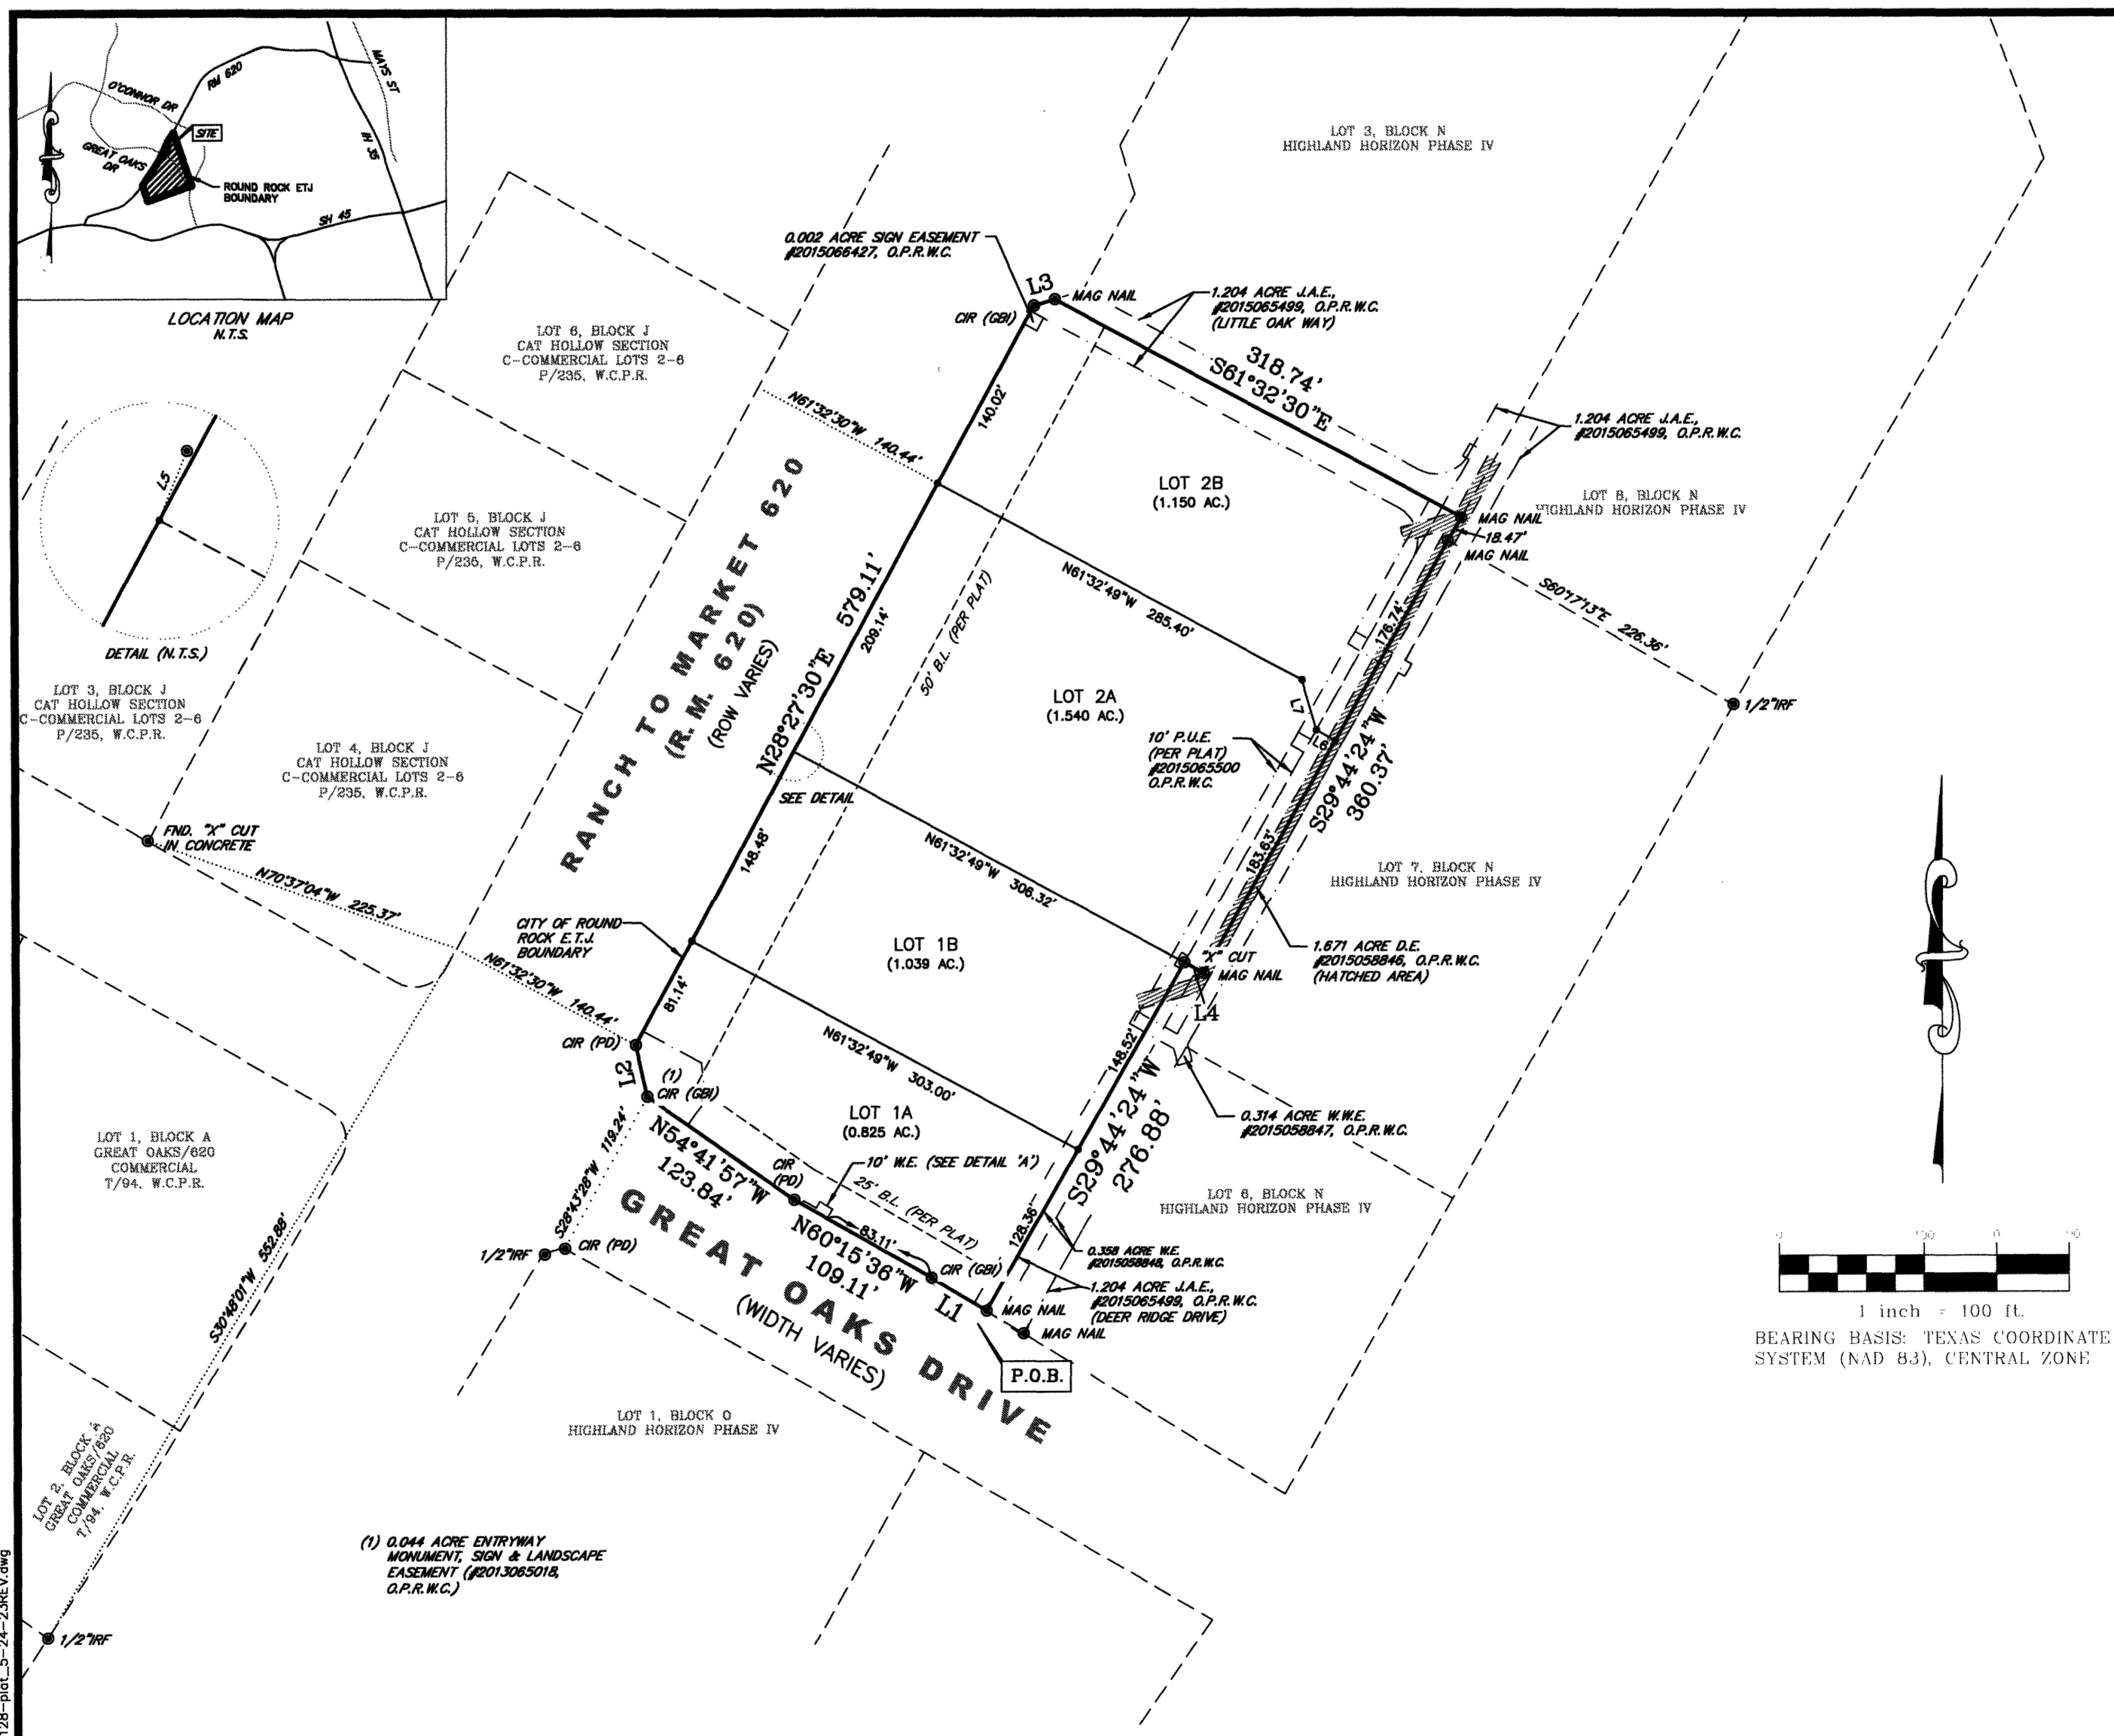 MAYS ST
RM 620
O'CONNOR DR
IH 35
SITE
GREAT OAKS
DR
ROUND ROCK ETJ
BOUNDARY
SH 45
LOCATION MAP
N.T.S.
LOT 3, BLOCK N
HIGHLAND HORIZON PHASE IV
0.002 ACRE SIGN EASEMENT
#2015066427, O.P.R.W.C.
L3
MAG NAIL
CIR (GBI)
1.204 ACRE J.A.E.,
#2015065499, O.P.R.W.C.
(LITTLE OAK WAY)
318.74'
S61°32'30"E
LOT 6, BLOCK J
CAT HOLLOW SECTION
C-COMMERCIAL LOTS 2-6
P/235, W.C.P.R.
N61°32'30"W 140.44'
140.02'
1.204 ACRE J.A.E.,
#2015065499, O.P.R.W.C.
L5
DETAIL (N.T.S.)
LOT 5, BLOCK J
CAT HOLLOW SECTION
C-COMMERCIAL LOTS 2-6
P/235, W.C.P.R.
RANCH TO MARKET 620
(R. M. 620)
(ROW VARIES)
LOT 2B
(1.150 AC.)
LOT 8, BLOCK N
HIGHLAND HORIZON PHASE IV
MAG NAIL
18.47'
MAG NAIL
S60°17'13"E 226.36'
1/2"IRF
N28°27'30"E 579.11'
209.14'
50' B.L. (PER PLAT)
N61°32'49"W 285.40'
176.74'
LOT 2A
(1.540 AC.)
L7
L6
10' P.U.E.
(PER PLAT)
#2015065500
O.P.R.W.C.
S29°44'24"W
360.37'
183.63'
LOT 3, BLOCK J
CAT HOLLOW SECTION
C-COMMERCIAL LOTS 2-6
P/235, W.C.P.R.
LOT 4, BLOCK J
CAT HOLLOW SECTION
C-COMMERCIAL LOTS 2-6
P/235, W.C.P.R.
SEE DETAIL
148.48'
N61°32'49"W 306.32'
FND. "X" CUT
IN CONCRETE
N70°37'04"W 225.37'
CITY OF ROUND
ROCK E.T.J.
BOUNDARY
LOT 1B
(1.039 AC.)
LOT 7, BLOCK N
HIGHLAND HORIZON PHASE IV
"X" CUT
MAG NAIL
L4
1.671 ACRE D.E.
#2015058846, O.P.R.W.C.
(HATCHED AREA)
N61°32'30"W 140.44'
81.14'
CIR (PD)
L2
(1)
CIR (GBI)
N61°32'49"W 303.00'
148.52'
S29°44'24"W
276.88'
0.314 ACRE W.W.E.
#2015058847, O.P.R.W.C.
LOT 1A
(0.825 AC.)
LOT 1, BLOCK A
GREAT OAKS/620
COMMERCIAL
T/94, W.C.P.R.
S28°43'28"W 119.24'
N54°41'57"W
123.84'
CIR
(PD)
10' W.E. (SEE DETAIL 'A')
25' B.L. (PER PLAT)
83.11'
N60°15'36"W
109.11'
CIR (GBI)
L1
128.36'
LOT 6, BLOCK N
HIGHLAND HORIZON PHASE IV
0.358 ACRE W.E.
#2015058848, O.P.R.W.C.
1.204 ACRE J.A.E.,
#2015065499, O.P.R.W.C.
(DEER RIDGE DRIVE)
MAG NAIL
MAG NAIL
P.O.B.
1/2"IRF
CIR (PD)
GREAT OAKS DRIVE
(WIDTH VARIES)
S30°48'01"W 552.88'
LOT 1, BLOCK O
HIGHLAND HORIZON PHASE IV
LOT 2, BLOCK A
GREAT OAKS/620
COMMERCIAL
T/94, W.C.P.R.
1/2"IRF
(1) 0.044 ACRE ENTRYWAY
MONUMENT, SIGN & LANDSCAPE
EASEMENT (#2013065018,
O.P.R.W.C.)
1 inch = 100 ft.
BEARING BASIS: TEXAS COORDINATE
SYSTEM (NAD 83), CENTRAL ZONE
128-plat_5-24-23REV.dwg